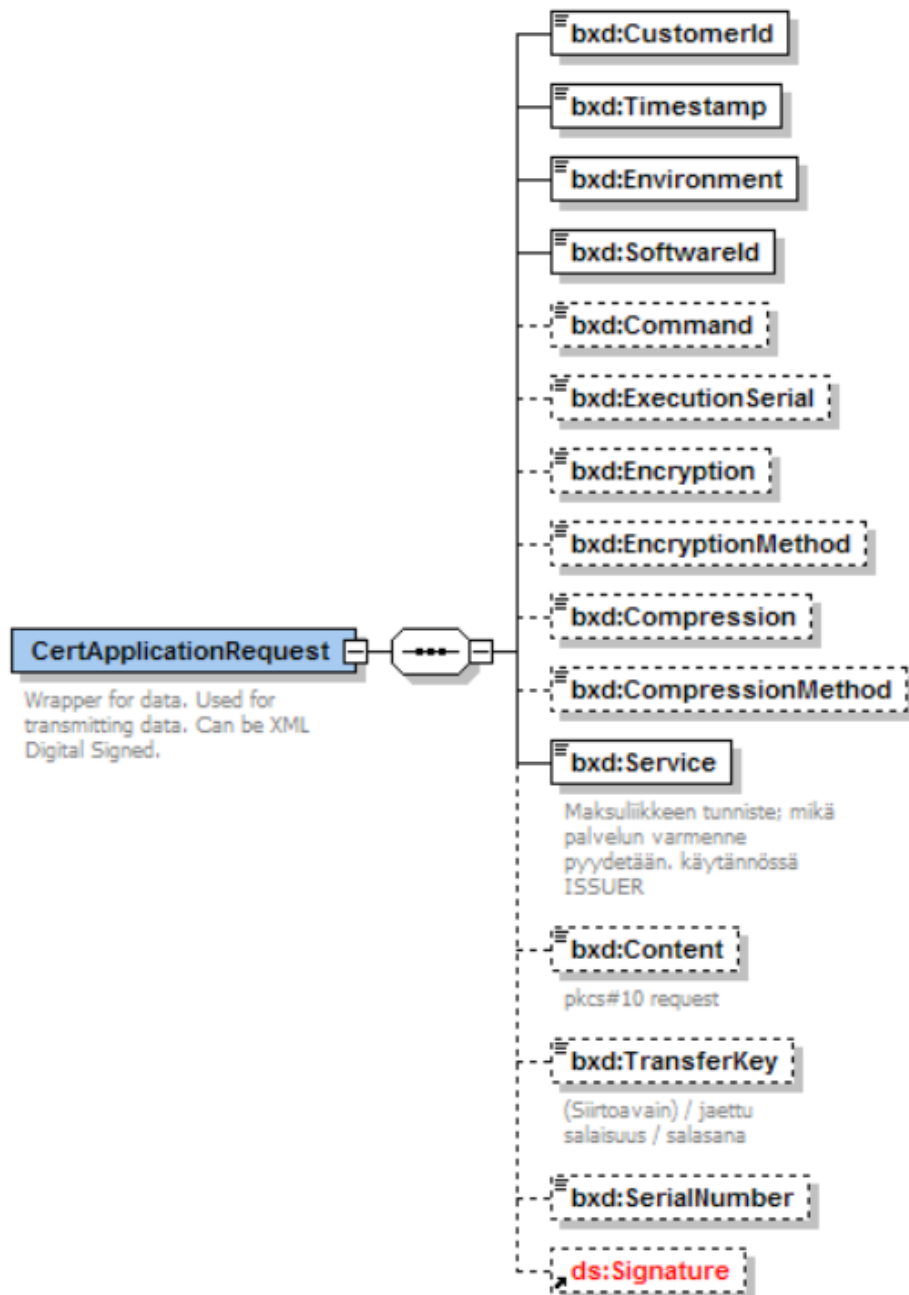 bxd:CustomerId
bxd:Timestamp
bxd:Environment
bxd:SoftwareId
bxd:Command
bxd:ExecutionSerial
bxd:Encryption
bxd:EncryptionMethod
bxd:Compression
bxd:CompressionMethod
CertApplicationRequest
Wrapper for data. Used for
transmitting data. Can be XML
Digital Signed.
bxd:Service
Maksuliikkeen tunniste; mikä
palvelun varmenne
pyydetään. käytännössä
ISSUER
bxd:Content
pkcs#10 request
bxd:TransferKey
(Siirtoavain) / jaettu
salaisuus / salasana
bxd:SerialNumber
ds:Signature